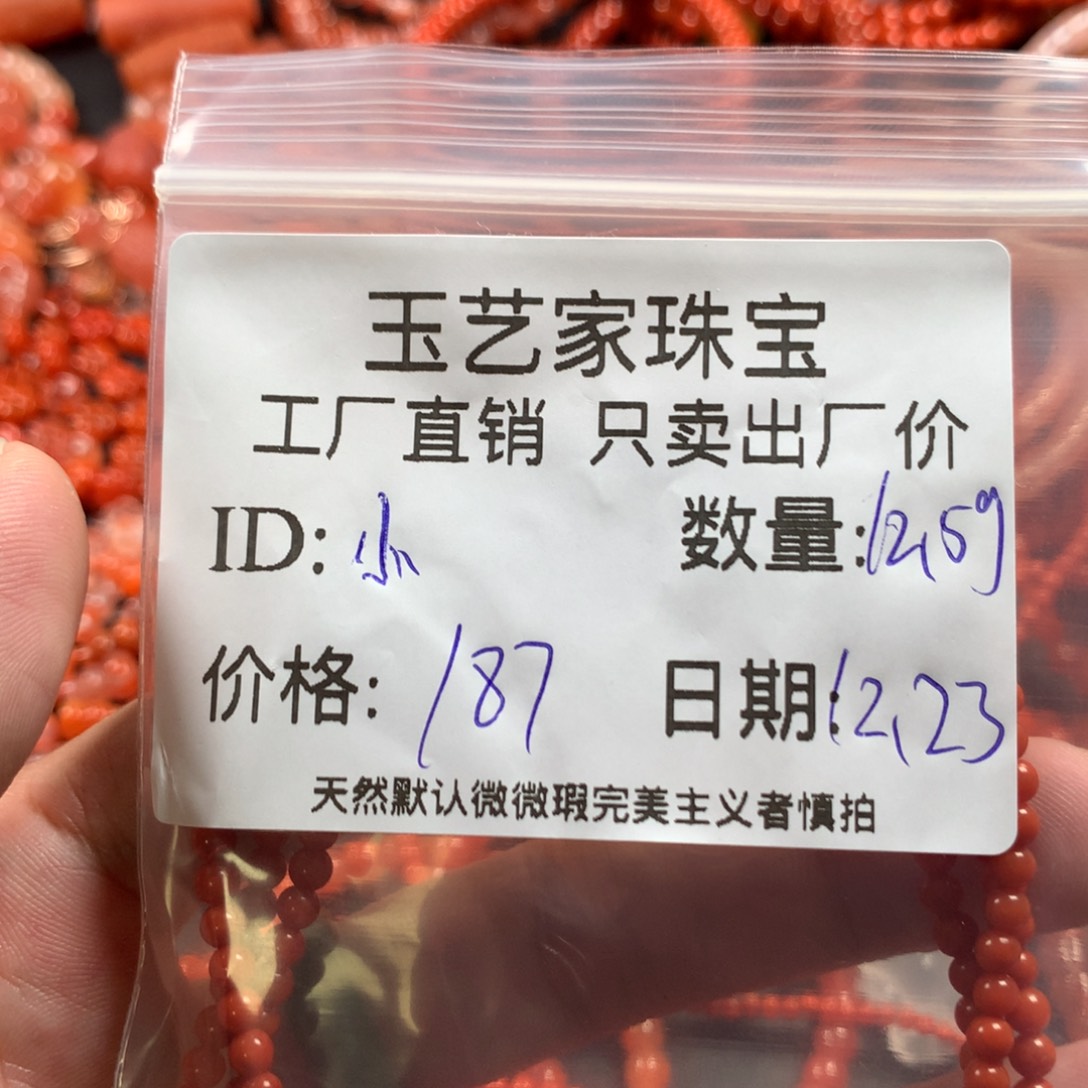 玉艺家珠宝
工厂直销 只卖出厂价
ID: 小 数量: 12,5g
价格: 187 日期: 12,23
天然默认微微瑕完美主义者慎拍